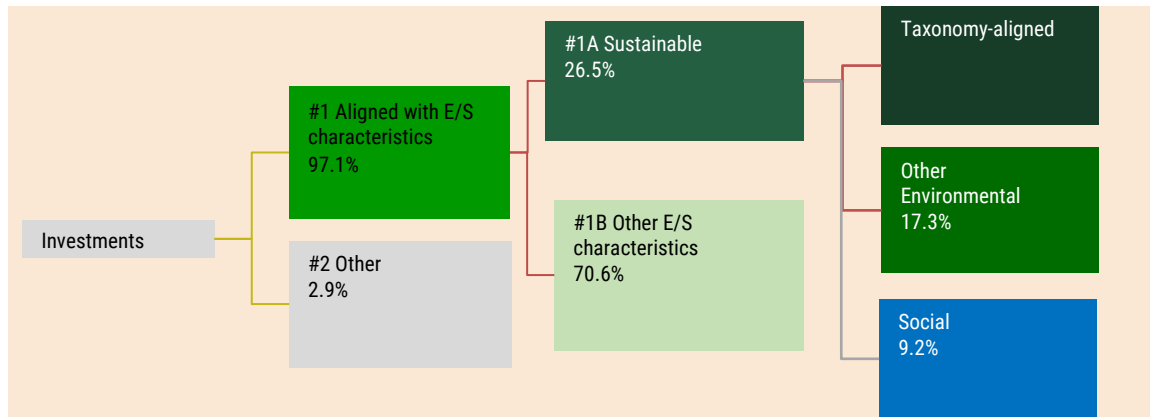 Investments
#1 Aligned with E/S
characteristics
97.1%
#2 Other
2.9%
#1A Sustainable
26.5%
#1B Other E/S
characteristics
70.6%
Taxonomy-aligned
Other
Environmental
17.3%
Social
9.2%